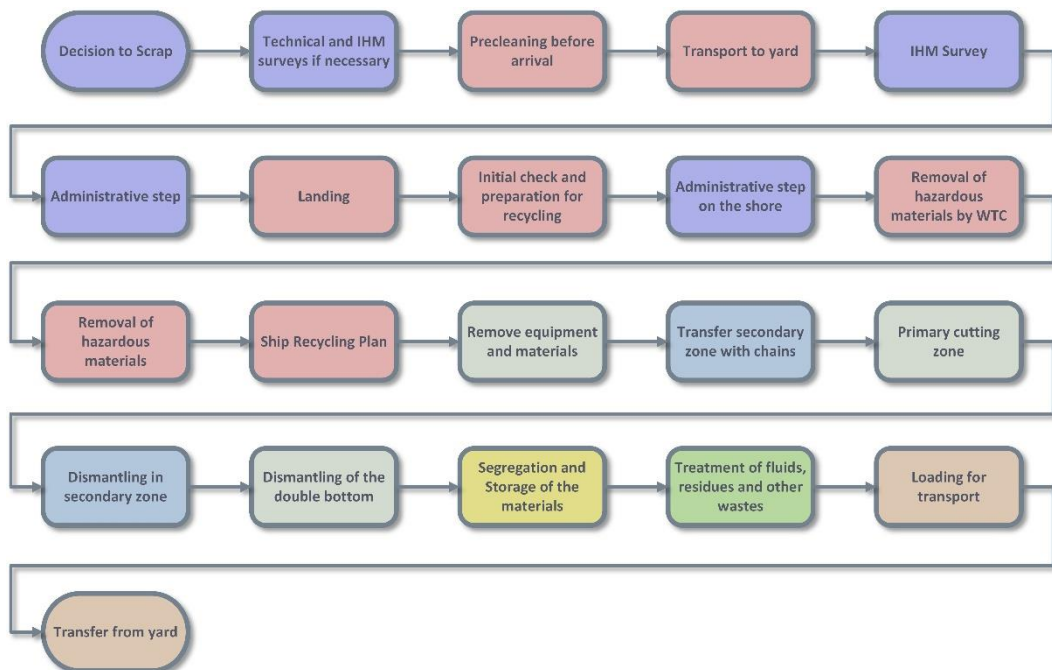 Decision to Scrap
Technical and IHM
surveys if necessary
Precleaning before
arrival
Transport to yard
IHM Survey
Administrative step
Landing
Initial check and
preparation for
recycling
Administrative step
on the shore
Removal of
hazardous
materials by WTC
Removal of
hazardous
materials
Ship Recycling Plan
Remove equipment
and materials
Transfer secondary
zone with chains
Primary cutting
zone
Dismantling in
secondary zone
Dismantling of the
double bottom
Segregation and
Storage of the
materials
Treatment of fluids,
residues and other
wastes
Loading for
transport
Transfer from yard